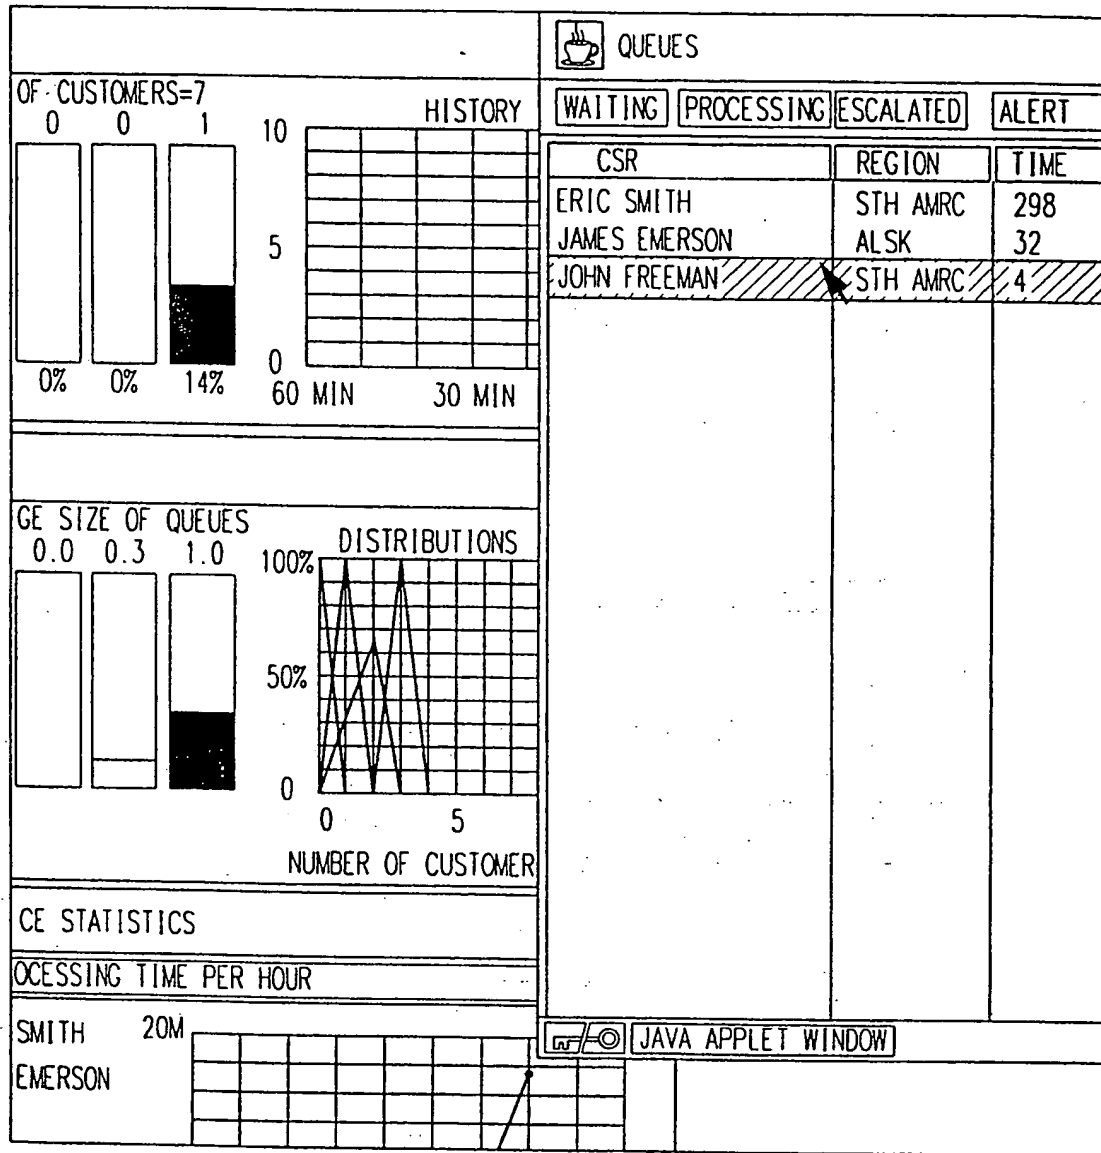 OF CUSTOMERS=7
0 0 1
HISTORY
10
5
0
0% 0% 14%
60 MIN 30 MIN
GE SIZE OF QUEUES
0.0 0.3 1.0
DISTRIBUTIONS
100%
50%
0
0 5
NUMBER OF CUSTOMER
CE STATISTICS
OCESSING TIME PER HOUR
SMITH 20M
EMERSON
QUEUES
WAITING PROCESSING ESCALATED ALERT
CSR REGION TIME
ERIC SMITH STH AMRC 298
JAMES EMERSON ALSK 32
JOHN FREEMAN STH AMRC 4
JAVA APPLET WINDOW